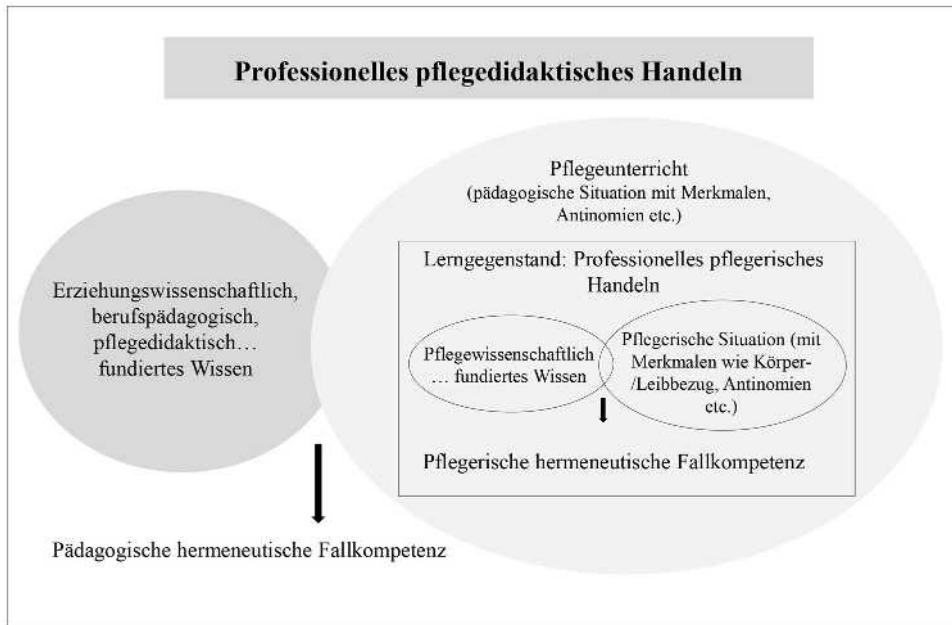 Professionelles pflegedidaktisches Handeln
Pflegeunterricht
(pädagogische Situation mit Merkmalen,
Antinomien etc.)
Erziehungswissenschaftlich,
berufspädagogisch,
pflegedidaktisch…
fundiertes Wissen
Lerngegenstand: Professionelles pflegerisches
Handeln
Pflegewissenschaftlich
… fundiertes Wissen
Pflegerische Situation (mit
Merkmalen wie Körper-
/Leibbezug, Antinomien
etc.)
Pflegerische hermeneutische Fallkompetenz
Pädagogische hermeneutische Fallkompetenz